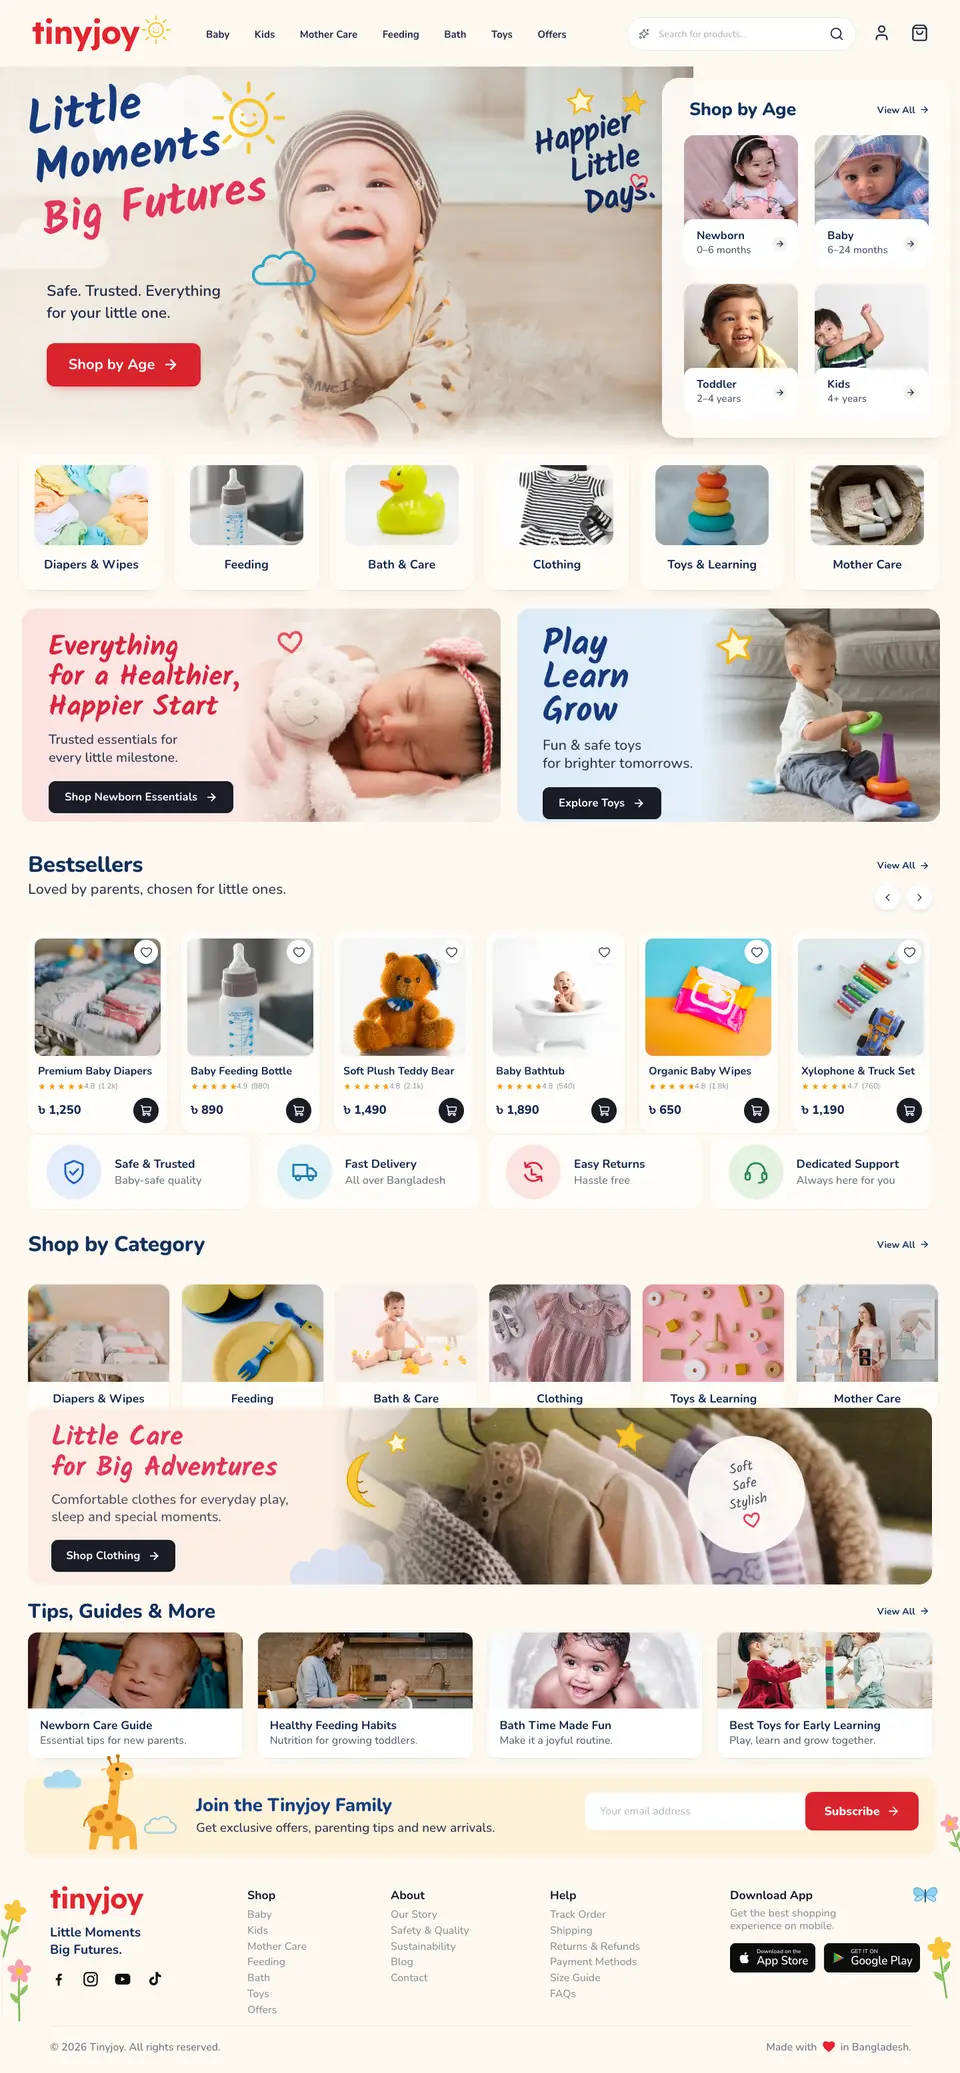 tinyjoy
Baby
Kids
Mother Care
Feeding
Bath
Toys
Offers
Search for products...
Little
Moments
Big Futures
Safe. Trusted. Everything
for your little one.
Shop by Age
Happier
Little
Days.
Shop by Age
View All
Newborn
0–6 months
Baby
6–24 months
Toddler
2–4 years
Kids
4+ years
Diapers & Wipes
Feeding
Bath & Care
Clothing
Toys & Learning
Mother Care
Everything
for a Healthier,
Happier Start
Trusted essentials for
every little milestone.
Shop Newborn Essentials
Play
Learn
Grow
Fun & safe toys
for brighter tomorrows.
Explore Toys
Bestsellers
View All
Loved by parents, chosen for little ones.
Premium Baby Diapers
4.8 (1.2k)
৳ 1,250
Baby Feeding Bottle
4.9 (980)
৳ 890
Soft Plush Teddy Bear
4.8 (2.1k)
৳ 1,490
Baby Bathtub
4.9 (540)
৳ 1,890
Organic Baby Wipes
4.8 (1.8k)
৳ 650
Xylophone & Truck Set
4.7 (760)
৳ 1,190
Safe & Trusted
Baby-safe quality
Fast Delivery
All over Bangladesh
Easy Returns
Hassle free
Dedicated Support
Always here for you
Shop by Category
View All
Diapers & Wipes
Feeding
Bath & Care
Clothing
Toys & Learning
Mother Care
Little Care
for Big Adventures
Comfortable clothes for everyday play,
sleep and special moments.
Shop Clothing
Soft
Safe
Stylish
Tips, Guides & More
View All
Newborn Care Guide
Essential tips for new parents.
Healthy Feeding Habits
Nutrition for growing toddlers.
Bath Time Made Fun
Make it a joyful routine.
Best Toys for Early Learning
Play, learn and grow together.
Join the Tinyjoy Family
Get exclusive offers, parenting tips and new arrivals.
Your email address
Subscribe
tinyjoy
Little Moments
Big Futures.
Shop
Baby
Kids
Mother Care
Feeding
Bath
Toys
Offers
About
Our Story
Safety & Quality
Sustainability
Blog
Contact
Help
Track Order
Shipping
Returns & Refunds
Payment Methods
Size Guide
FAQs
Download App
Get the best shopping
experience on mobile.
Download on the
App Store
GET IT ON
Google Play
© 2026 Tinyjoy. All rights reserved.
Made with ❤ in Bangladesh.